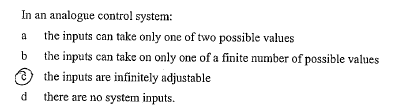 In an analogue control system:
a the inputs can take only one of two possible values
b the inputs can take on only one of a finite number of possible values
c the inputs are infinitely adjustable
d there are no system inputs.